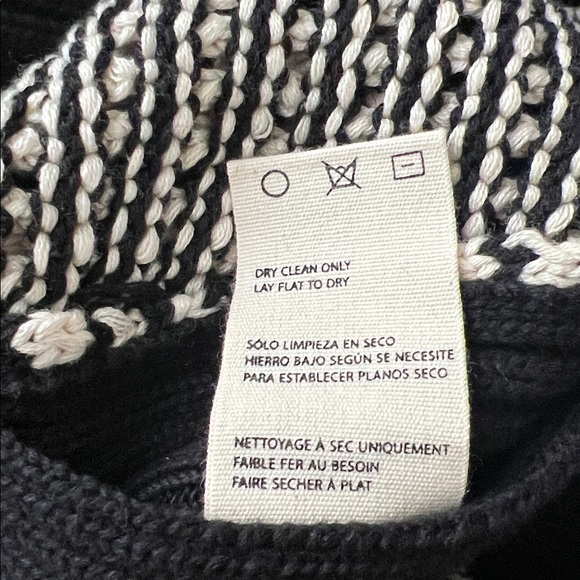 DRY CLEAN ONLY
LAY FLAT TO DRY
SÓLO LIMPIEZA EN SECO
HIERRO BAJO SEGÚN SE NECESITE
PARA ESTABLECER PLANOS SECO
NETTOYAGE À SEC UNIQUEMENT
FAIBLE FER AU BESOIN
FAIRE SECHER À PLAT